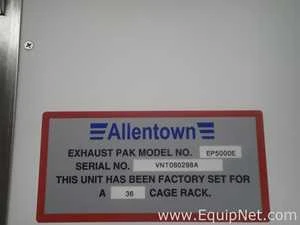 Allentown
EXHAUST PAK MODEL NO. EP5000E
SERIAL NO. VNT080298A
THIS UNIT HAS BEEN FACTORY SET FOR
A 36 CAGE RACK.
www.EquipNet.com